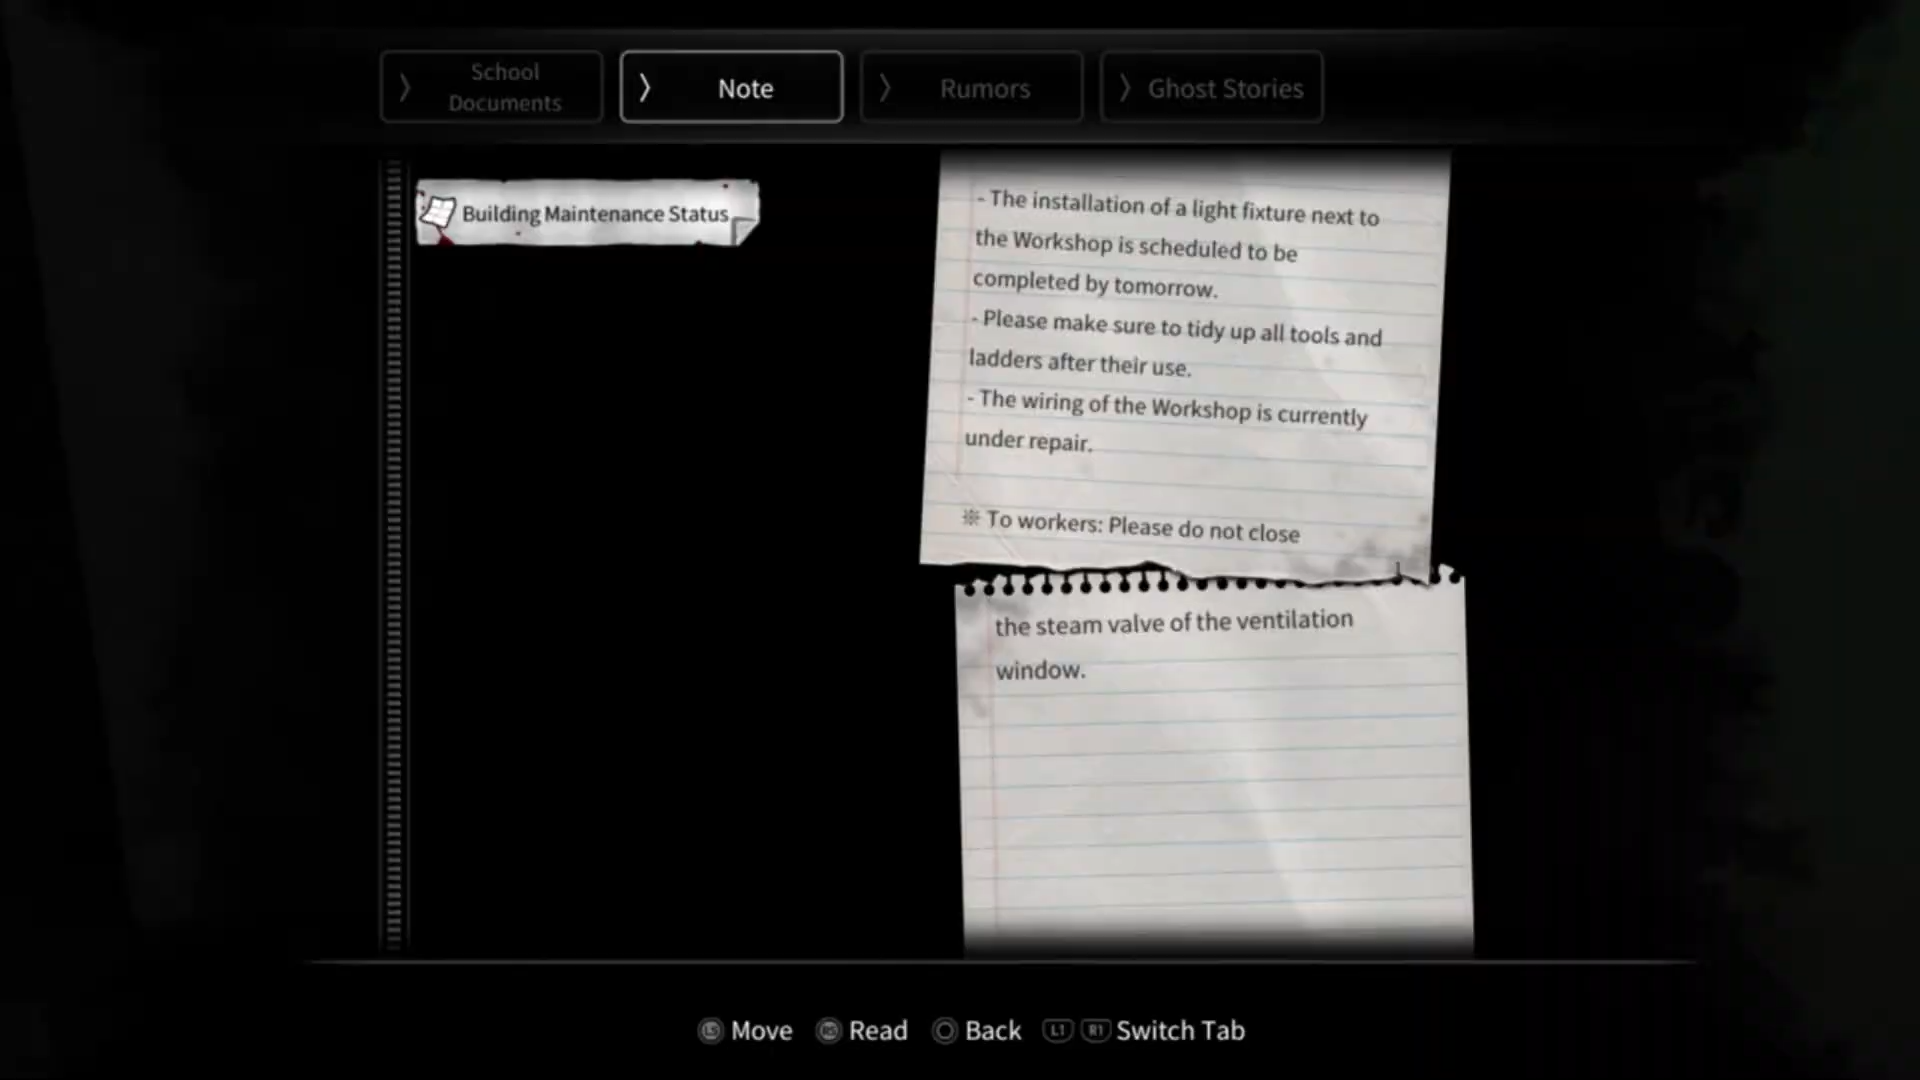 School
Documents
Note
Rumors
Ghost Stories
Building Maintenance Status
- The installation of a light fixture next to
the Workshop is scheduled to be
completed by tomorrow.
- Please make sure to tidy up all tools and
ladders after their use.
- The wiring of the Workshop is currently
under repair.
※ To workers: Please do not close
the steam valve of the ventilation
window.
LS Move RS Read Back L1 R1 Switch Tab